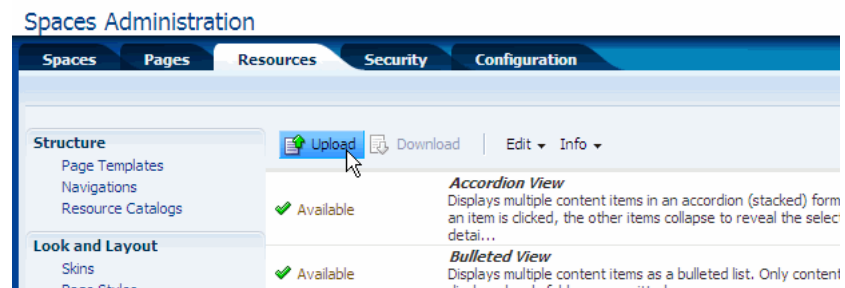 Spaces Administration
Spaces Pages Resources Security Configuration
Structure
Page Templates
Navigations
Resource Catalogs
Look and Layout
Skins
Page Styles
Upload Download Edit Info
Accordion View
Available
Displays multiple content items in an accordion (stacked) form
an item is clicked, the other items collapse to reveal the selec
detai...
Bulleted View
Available
Displays multiple content items as a bulleted list. Only content